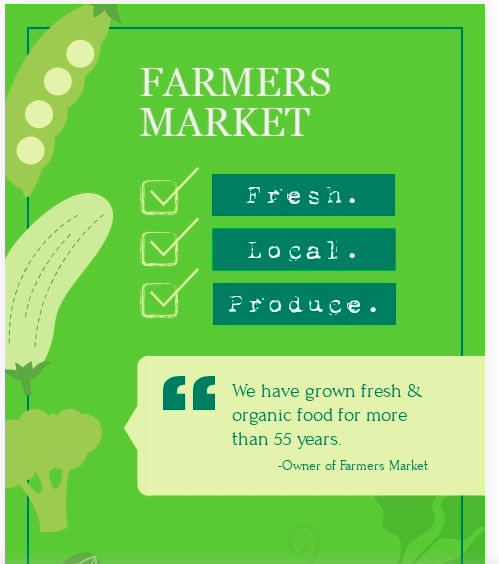 FARMERS
MARKET
Fresh.
Local.
Produce.
We have grown fresh &
organic food for more
than 55 years.
-Owner of Farmers Market